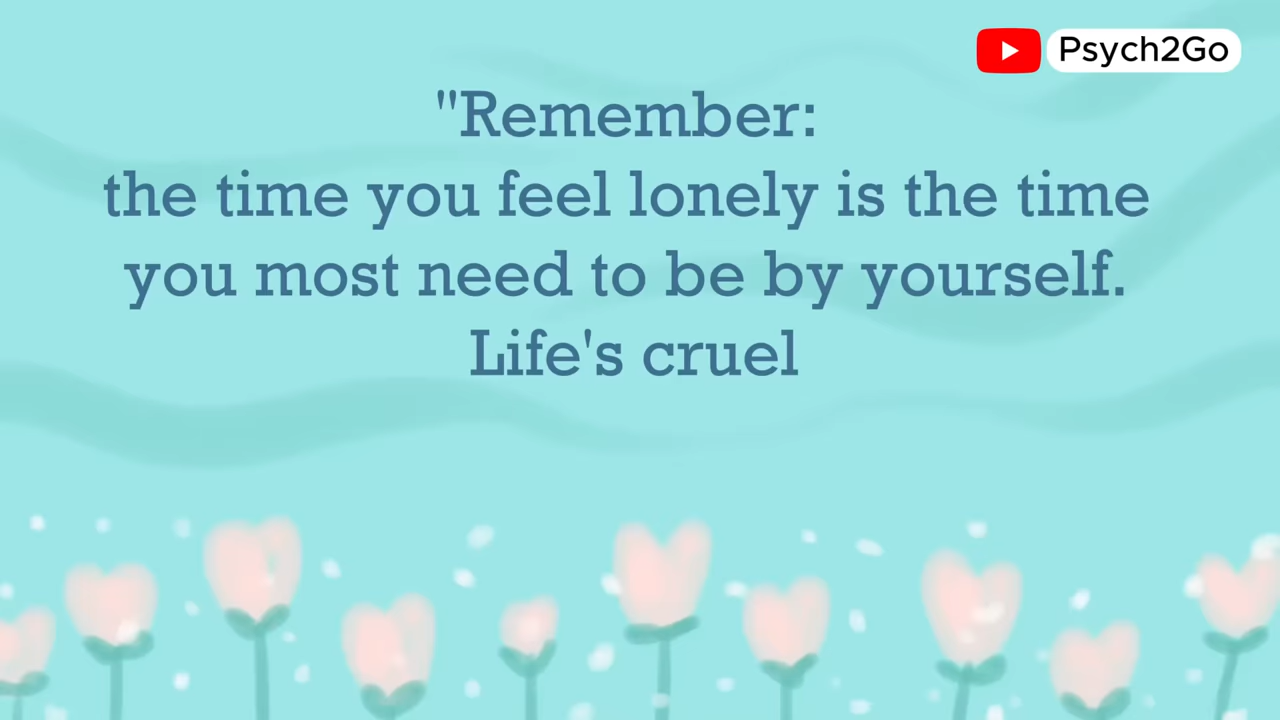 Psych2Go
"Remember:
the time you feel lonely is the time
you most need to be by yourself.
Life's cruel